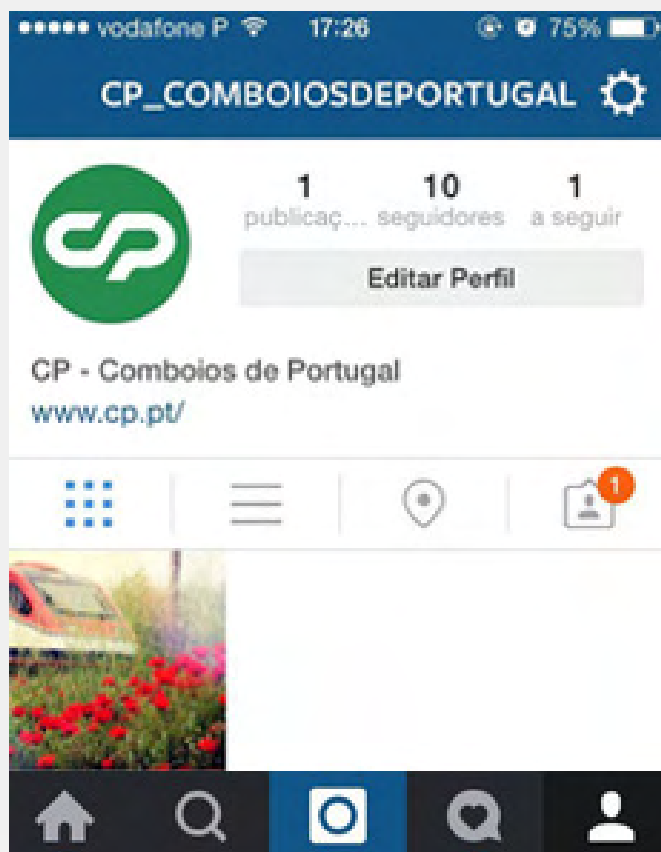 vodafone P 17:26 75%
CP_COMBOIOSDEPORTUGAL
cp
1 10 1
publicaç... seguidores a seguir
Editar Perfil
CP - Comboios de Portugal
www.cp.pt/
1